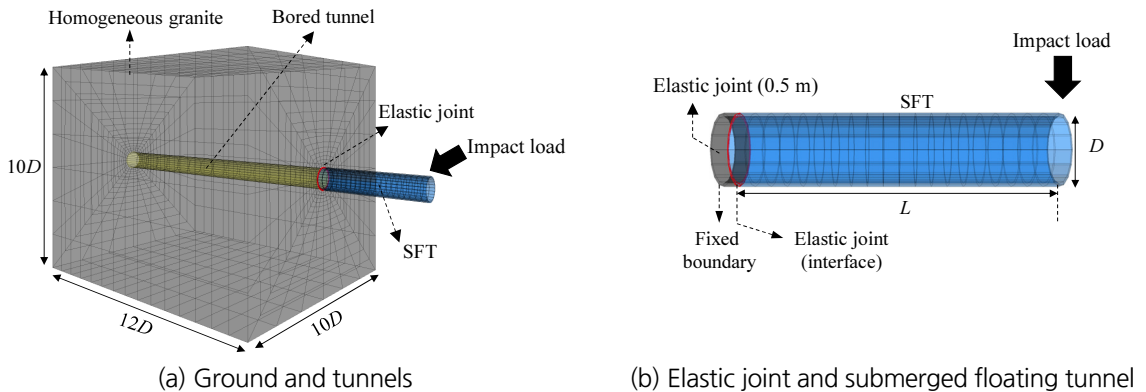 Homogeneous granite
Bored tunnel
Elastic joint
Impact load
10D
SFT
12D
10D
(a) Ground and tunnels
Impact load
Elastic joint (0.5 m)
SFT
D
L
Fixed
boundary
Elastic joint
(interface)
(b) Elastic joint and submerged floating tunnel